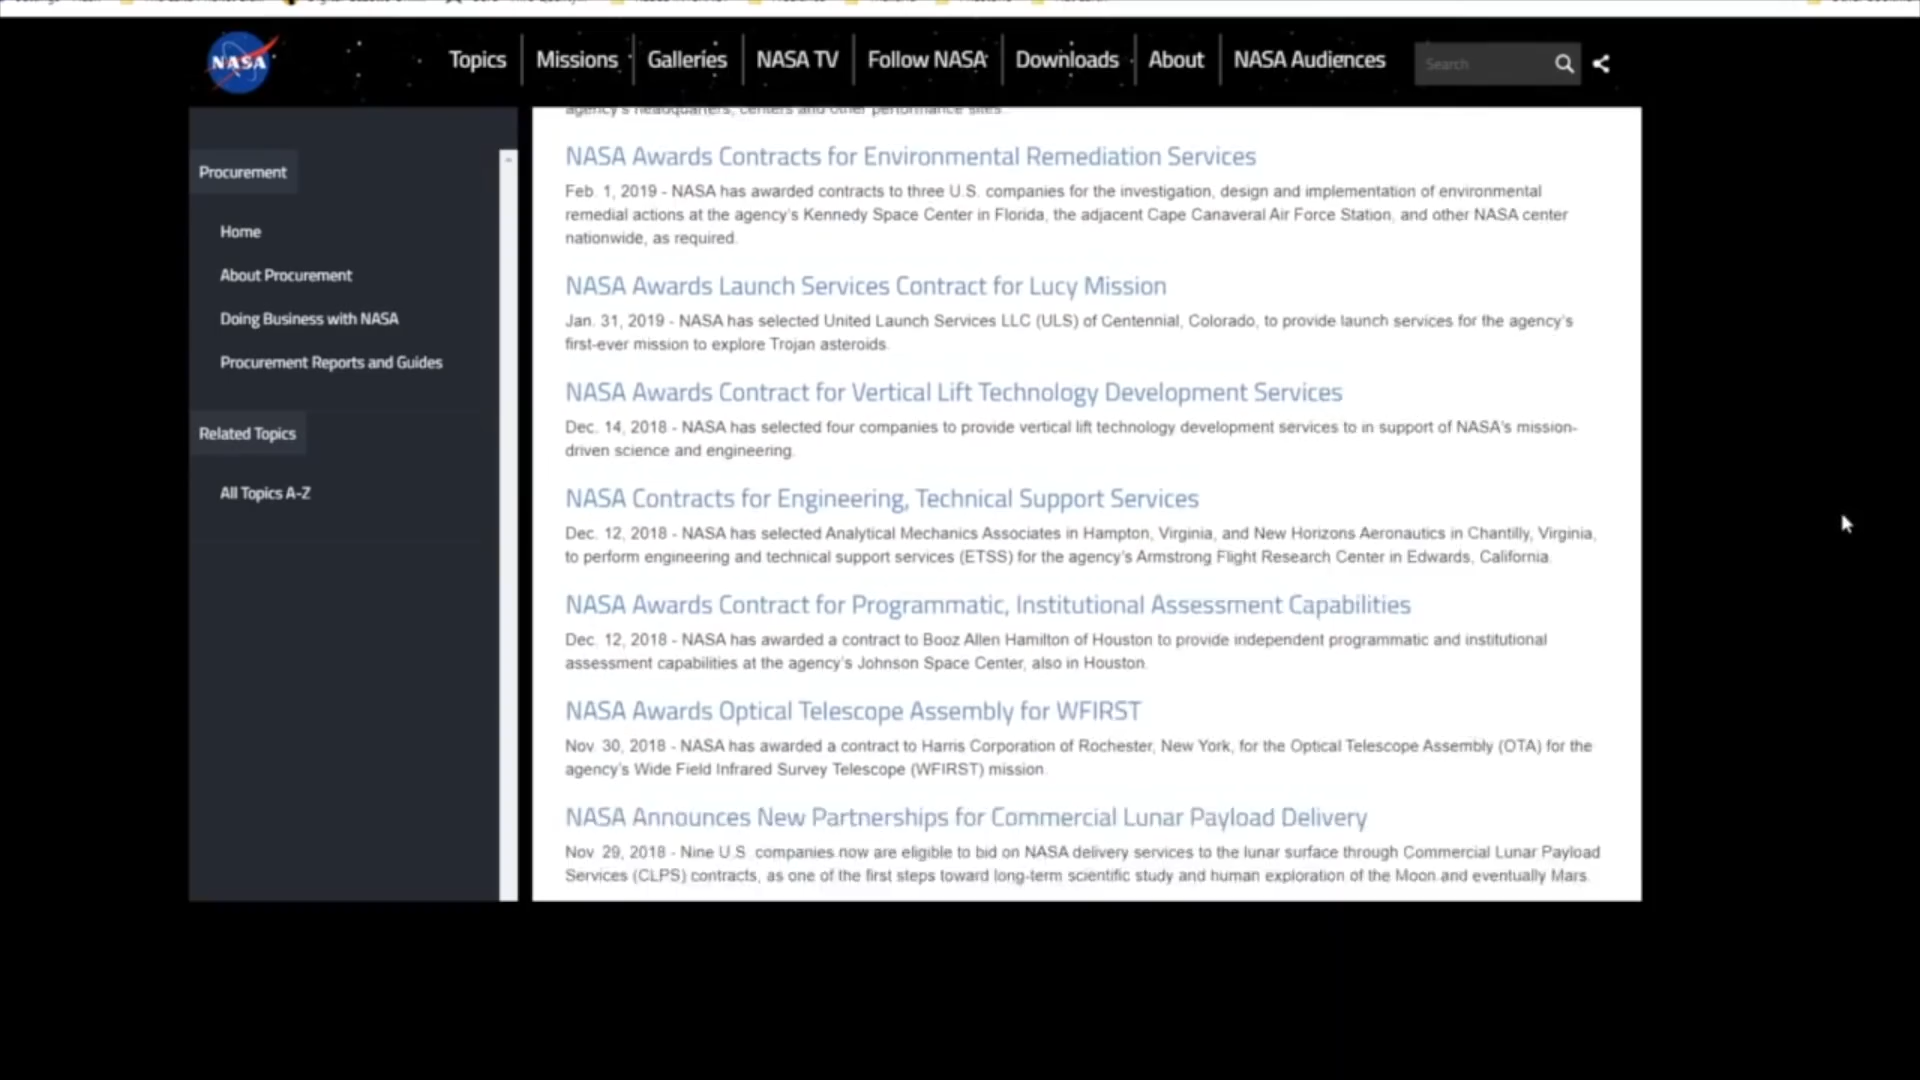 NASA
Topics
Missions
Galleries
NASA TV
Follow NASA
Downloads
About
NASA Audiences
Search
Procurement
Home
About Procurement
Doing Business with NASA
Procurement Reports and Guides
Related Topics
All Topics A-Z
agency's headquarters, centers and other performance sites.
NASA Awards Contracts for Environmental Remediation Services
Feb. 1, 2019 - NASA has awarded contracts to three U.S. companies for the investigation, design and implementation of environmental
remedial actions at the agency's Kennedy Space Center in Florida, the adjacent Cape Canaveral Air Force Station, and other NASA center
nationwide, as required.
NASA Awards Launch Services Contract for Lucy Mission
Jan. 31, 2019 - NASA has selected United Launch Services LLC (ULS) of Centennial, Colorado, to provide launch services for the agency's
first-ever mission to explore Trojan asteroids.
NASA Awards Contract for Vertical Lift Technology Development Services
Dec. 14, 2018 - NASA has selected four companies to provide vertical lift technology development services to in support of NASA's mission-
driven science and engineering.
NASA Contracts for Engineering, Technical Support Services
Dec. 12, 2018 - NASA has selected Analytical Mechanics Associates in Hampton, Virginia, and New Horizons Aeronautics in Chantilly, Virginia,
to perform engineering and technical support services (ETSS) for the agency's Armstrong Flight Research Center in Edwards, California.
NASA Awards Contract for Programmatic, Institutional Assessment Capabilities
Dec. 12, 2018 - NASA has awarded a contract to Booz Allen Hamilton of Houston to provide independent programmatic and institutional
assessment capabilities at the agency's Johnson Space Center, also in Houston.
NASA Awards Optical Telescope Assembly for WFIRST
Nov. 30, 2018 - NASA has awarded a contract to Harris Corporation of Rochester, New York, for the Optical Telescope Assembly (OTA) for the
agency's Wide Field Infrared Survey Telescope (WFIRST) mission.
NASA Announces New Partnerships for Commercial Lunar Payload Delivery
Nov. 29, 2018 - Nine U.S. companies now are eligible to bid on NASA delivery services to the lunar surface through Commercial Lunar Payload
Services (CLPS) contracts, as one of the first steps toward long-term scientific study and human exploration of the Moon and eventually Mars.